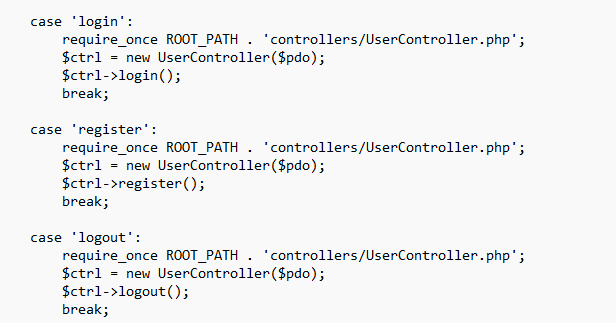 case 'login':
    require_once ROOT_PATH . 'controllers/UserController.php';
    $ctrl = new UserController($pdo);
    $ctrl->login();
    break;

case 'register':
    require_once ROOT_PATH . 'controllers/UserController.php';
    $ctrl = new UserController($pdo);
    $ctrl->register();
    break;

case 'logout':
    require_once ROOT_PATH . 'controllers/UserController.php';
    $ctrl = new UserController($pdo);
    $ctrl->logout();
    break;